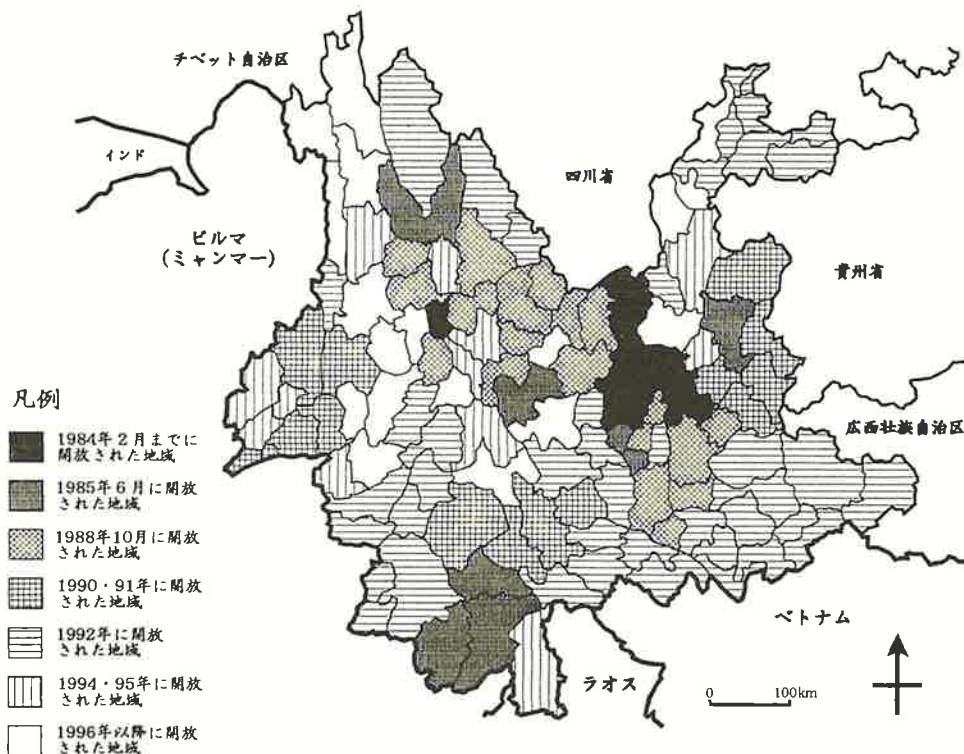 チベット自治区
インド
四川省
ビルマ
(ミャンマー)
貴州省
広西壮族自治区
凡例
1984年2月までに
開放された地域
1985年6月に開放
された地域
1988年10月に開放
された地域
1990・91年に開放
された地域
1992年に開放
された地域
1994・95年に開放
された地域
1996年以降に開放
された地域
ベトナム
ラオス
0 100km